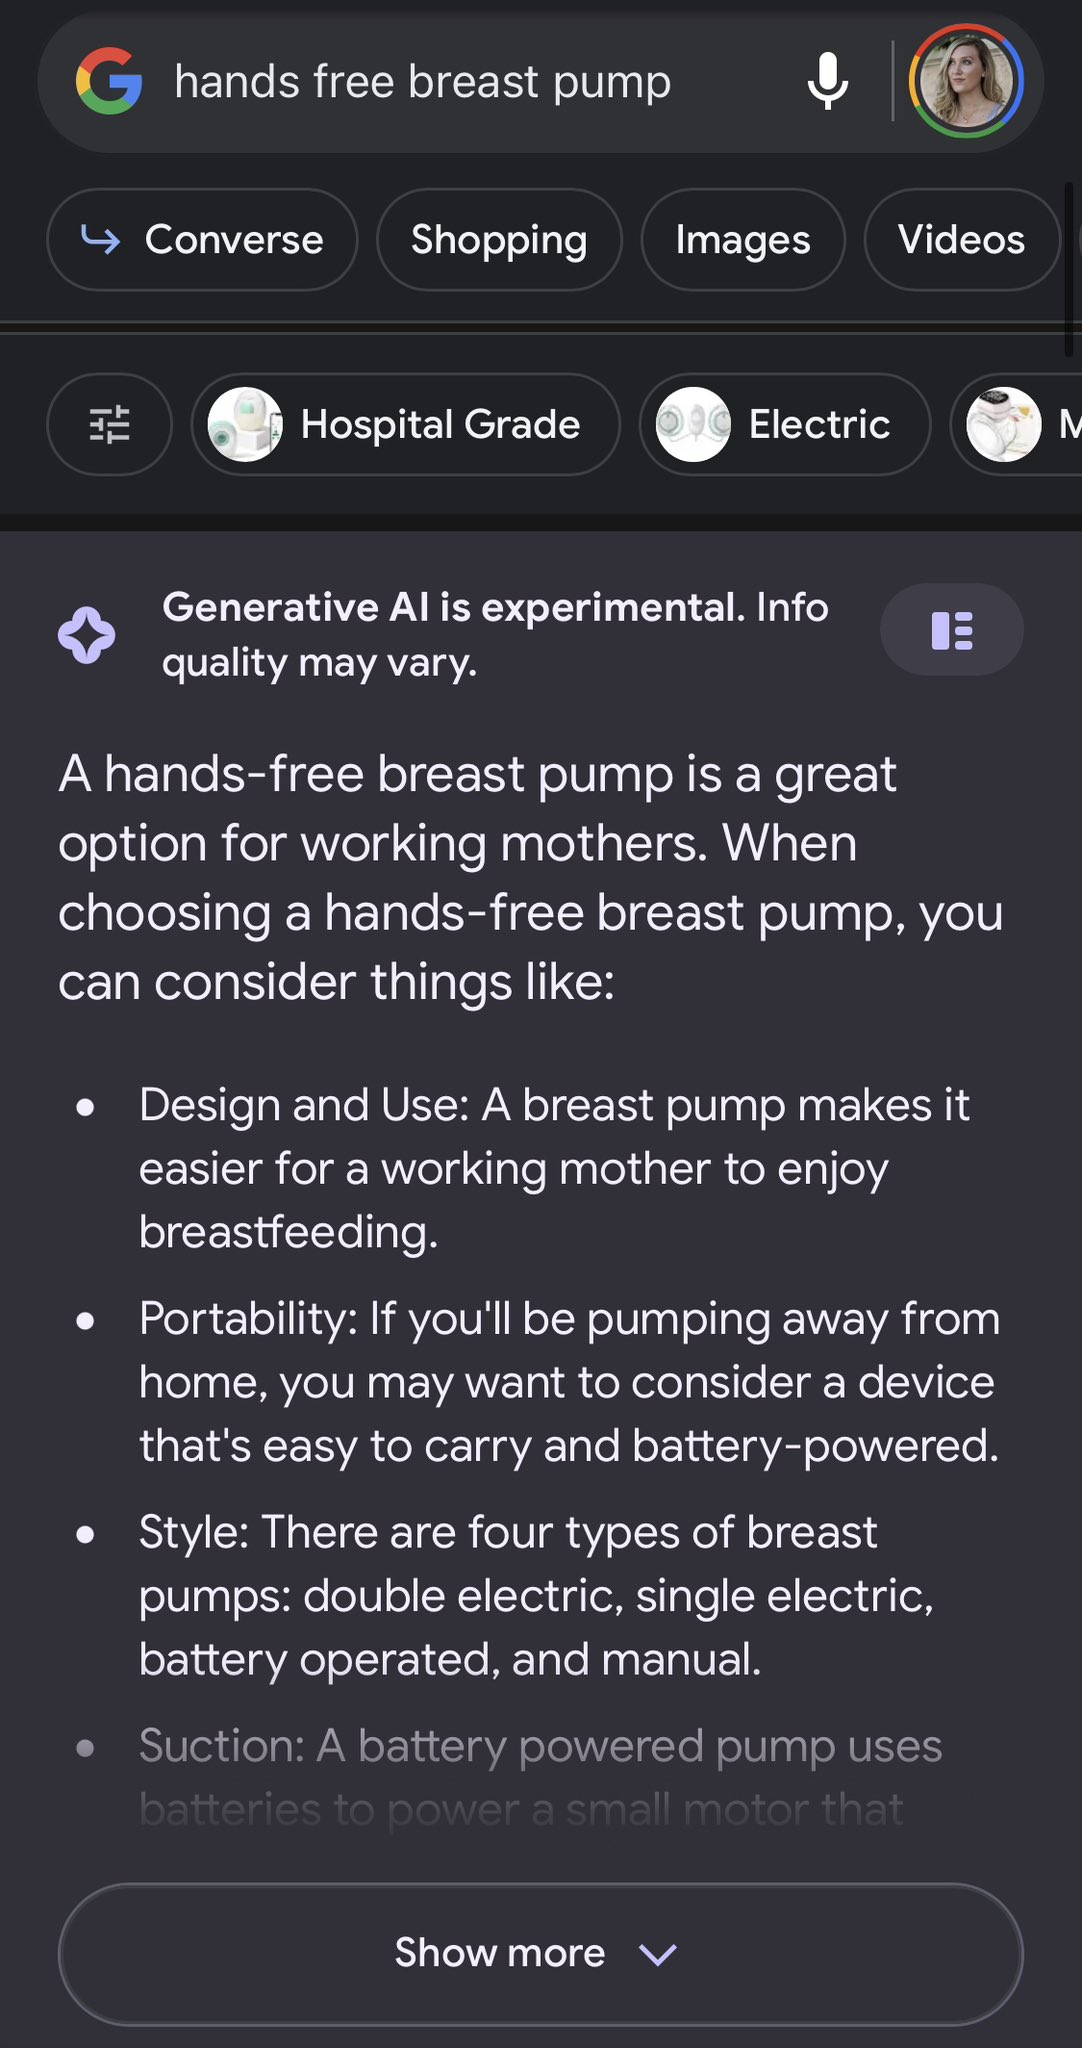 hands free breast pump
Converse
Shopping
Images
Videos
Hospital Grade
Electric
M
Generative AI is experimental. Info
quality may vary.
A hands-free breast pump is a great
option for working mothers. When
choosing a hands-free breast pump, you
can consider things like:
• Design and Use: A breast pump makes it
easier for a working mother to enjoy
breastfeeding.
• Portability: If you'll be pumping away from
home, you may want to consider a device
that's easy to carry and battery-powered.
• Style: There are four types of breast
pumps: double electric, single electric,
battery operated, and manual.
• Suction: A battery powered pump uses
batteries to power a small motor that
Show more